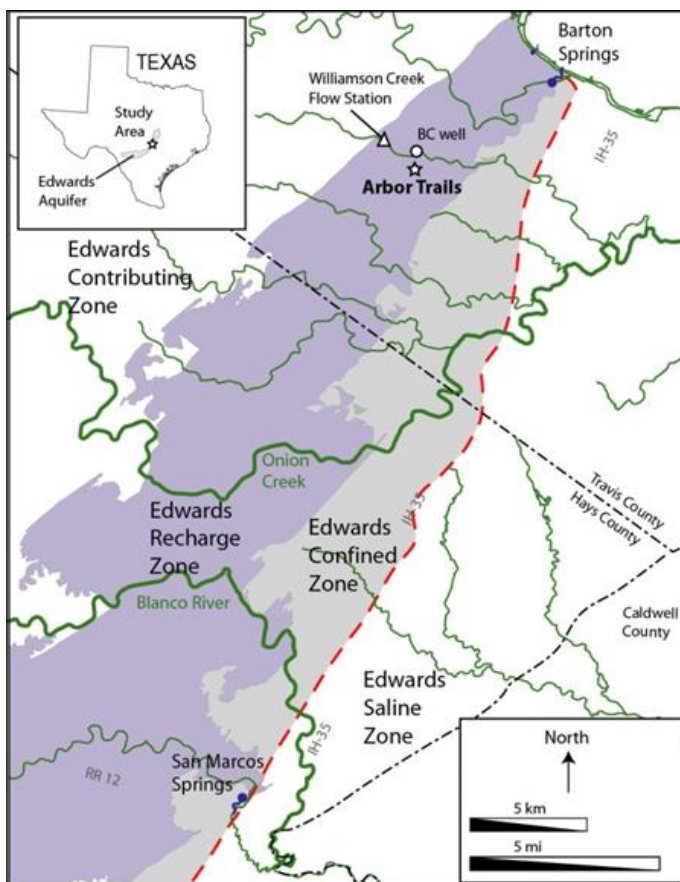 TEXAS
Study
Area
Edwards
Aquifer
Barton
Springs
Williamson Creek
Flow Station
BC well
Arbor Trails
IH-35
Edwards
Contributing
Zone
Onion
Creek
Edwards
Recharge
Zone
Edwards
Confined
Zone
IH-35
Travis County
Hays County
Blanco River
Caldwell
County
Edwards
Saline
Zone
IH-35
San Marcos
Springs
RR 12
North
5 km
5 mi